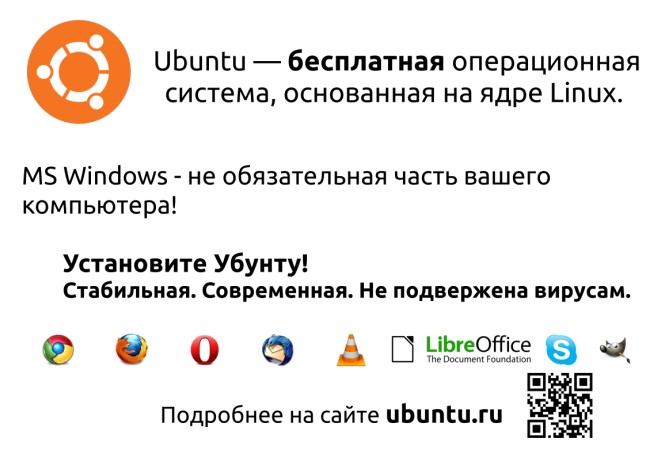 Ubuntu — бесплатная операционная
система, основанная на ядре Linux.
MS Windows - не обязательная часть вашего
компьютера!
Установите Убунту!
Стабильная. Современная. Не подвержена вирусам.
LibreOffice
The Document Foundation
S
Подробнее на сайте ubuntu.ru